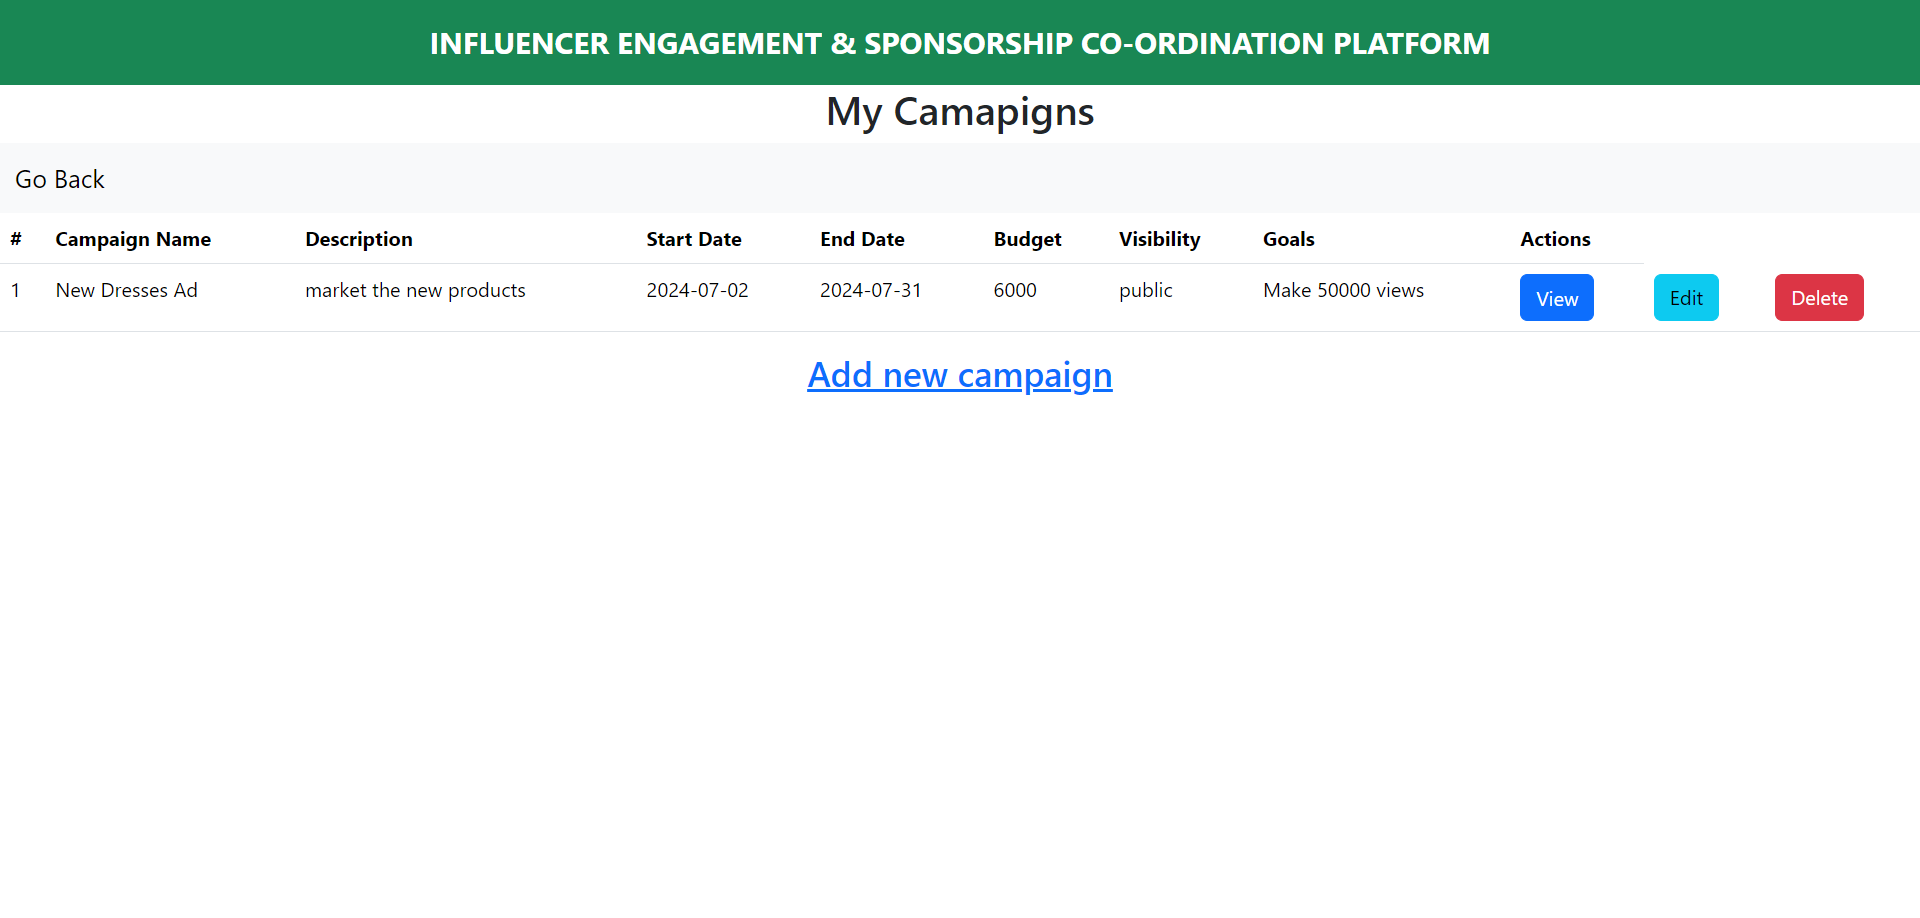 INFLUENCER ENGAGEMENT & SPONSORSHIP CO-ORDINATION PLATFORM
My Camapigns
Go Back
# Campaign Name Description Start Date End Date Budget Visibility Goals Actions
1 New Dresses Ad market the new products 2024-07-02 2024-07-31 6000 public Make 50000 views View Edit Delete
Add new campaign